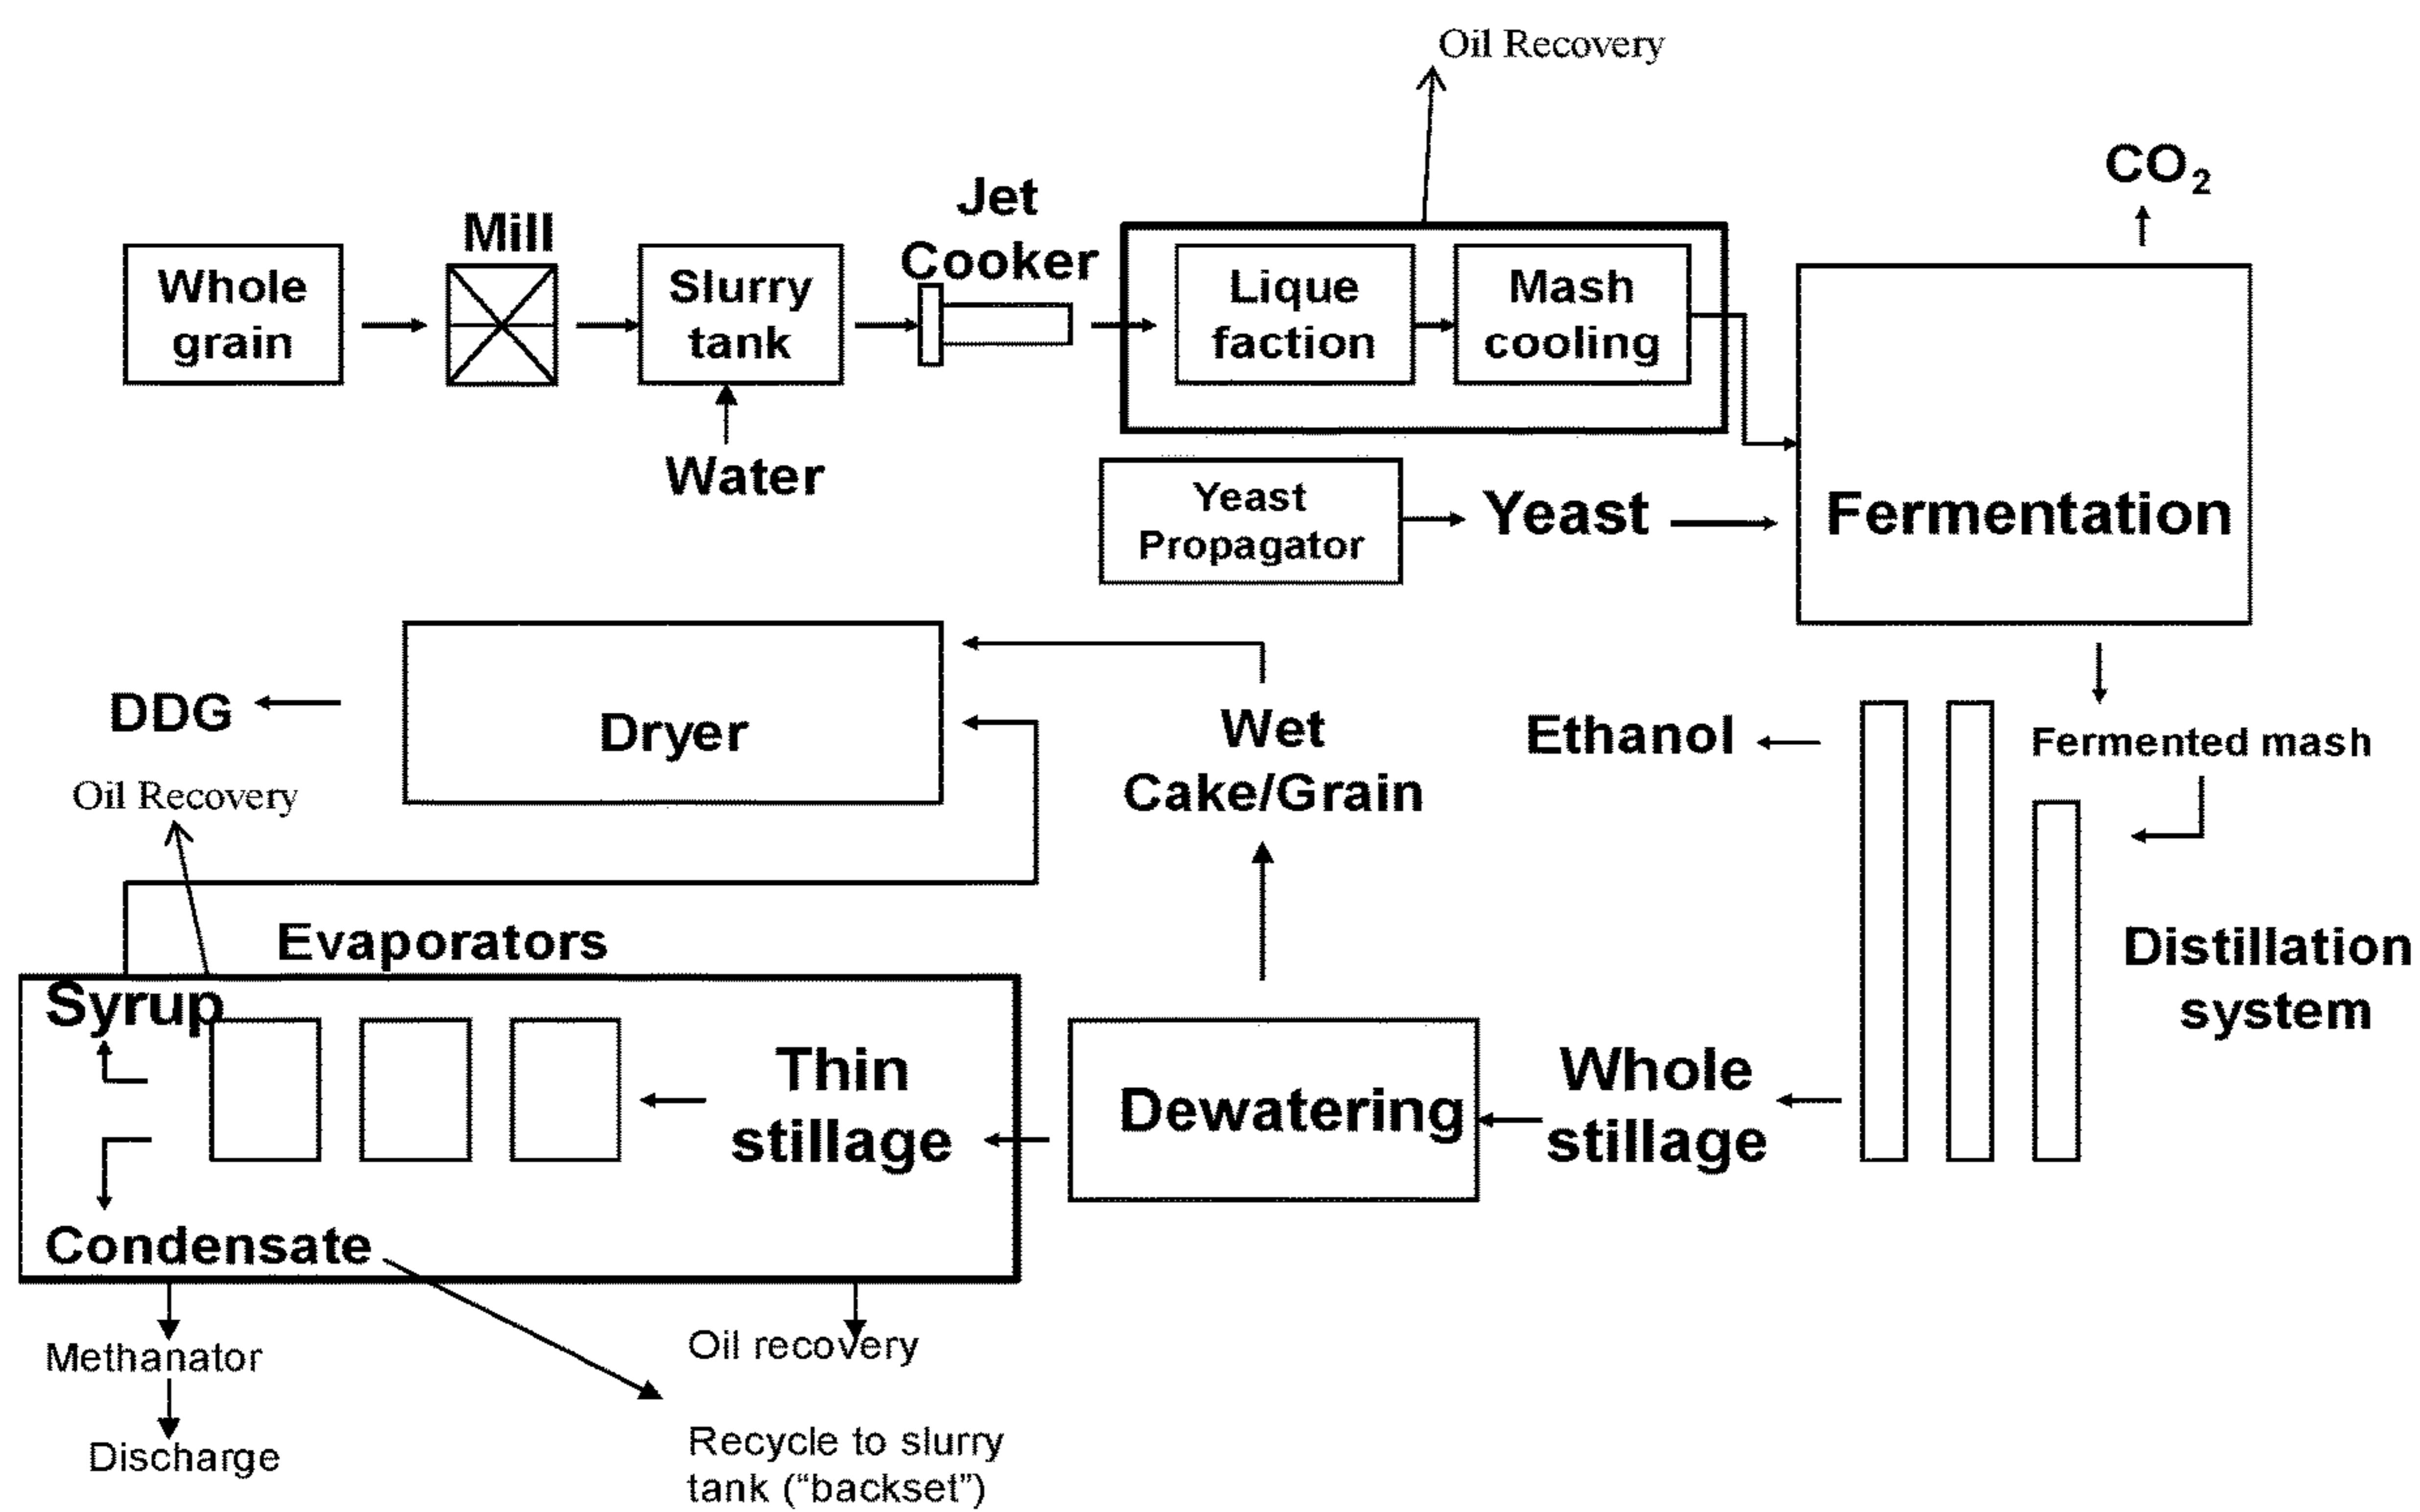 Oil Recovery
CO₂
Jet
Cooker
Mill
Whole
grain
Slurry
tank
Lique
faction
Mash
cooling
Water
Yeast
Propagator
Yeast
Fermentation
DDG
Dryer
Wet
Cake/Grain
Ethanol
Fermented mash
Oil Recovery
Evaporators
Distillation
system
Syrup
Thin
stillage
Dewatering
Whole
stillage
Condensate
Methanator
Discharge
Oil recovery
Recycle to slurry
tank (“backset”)